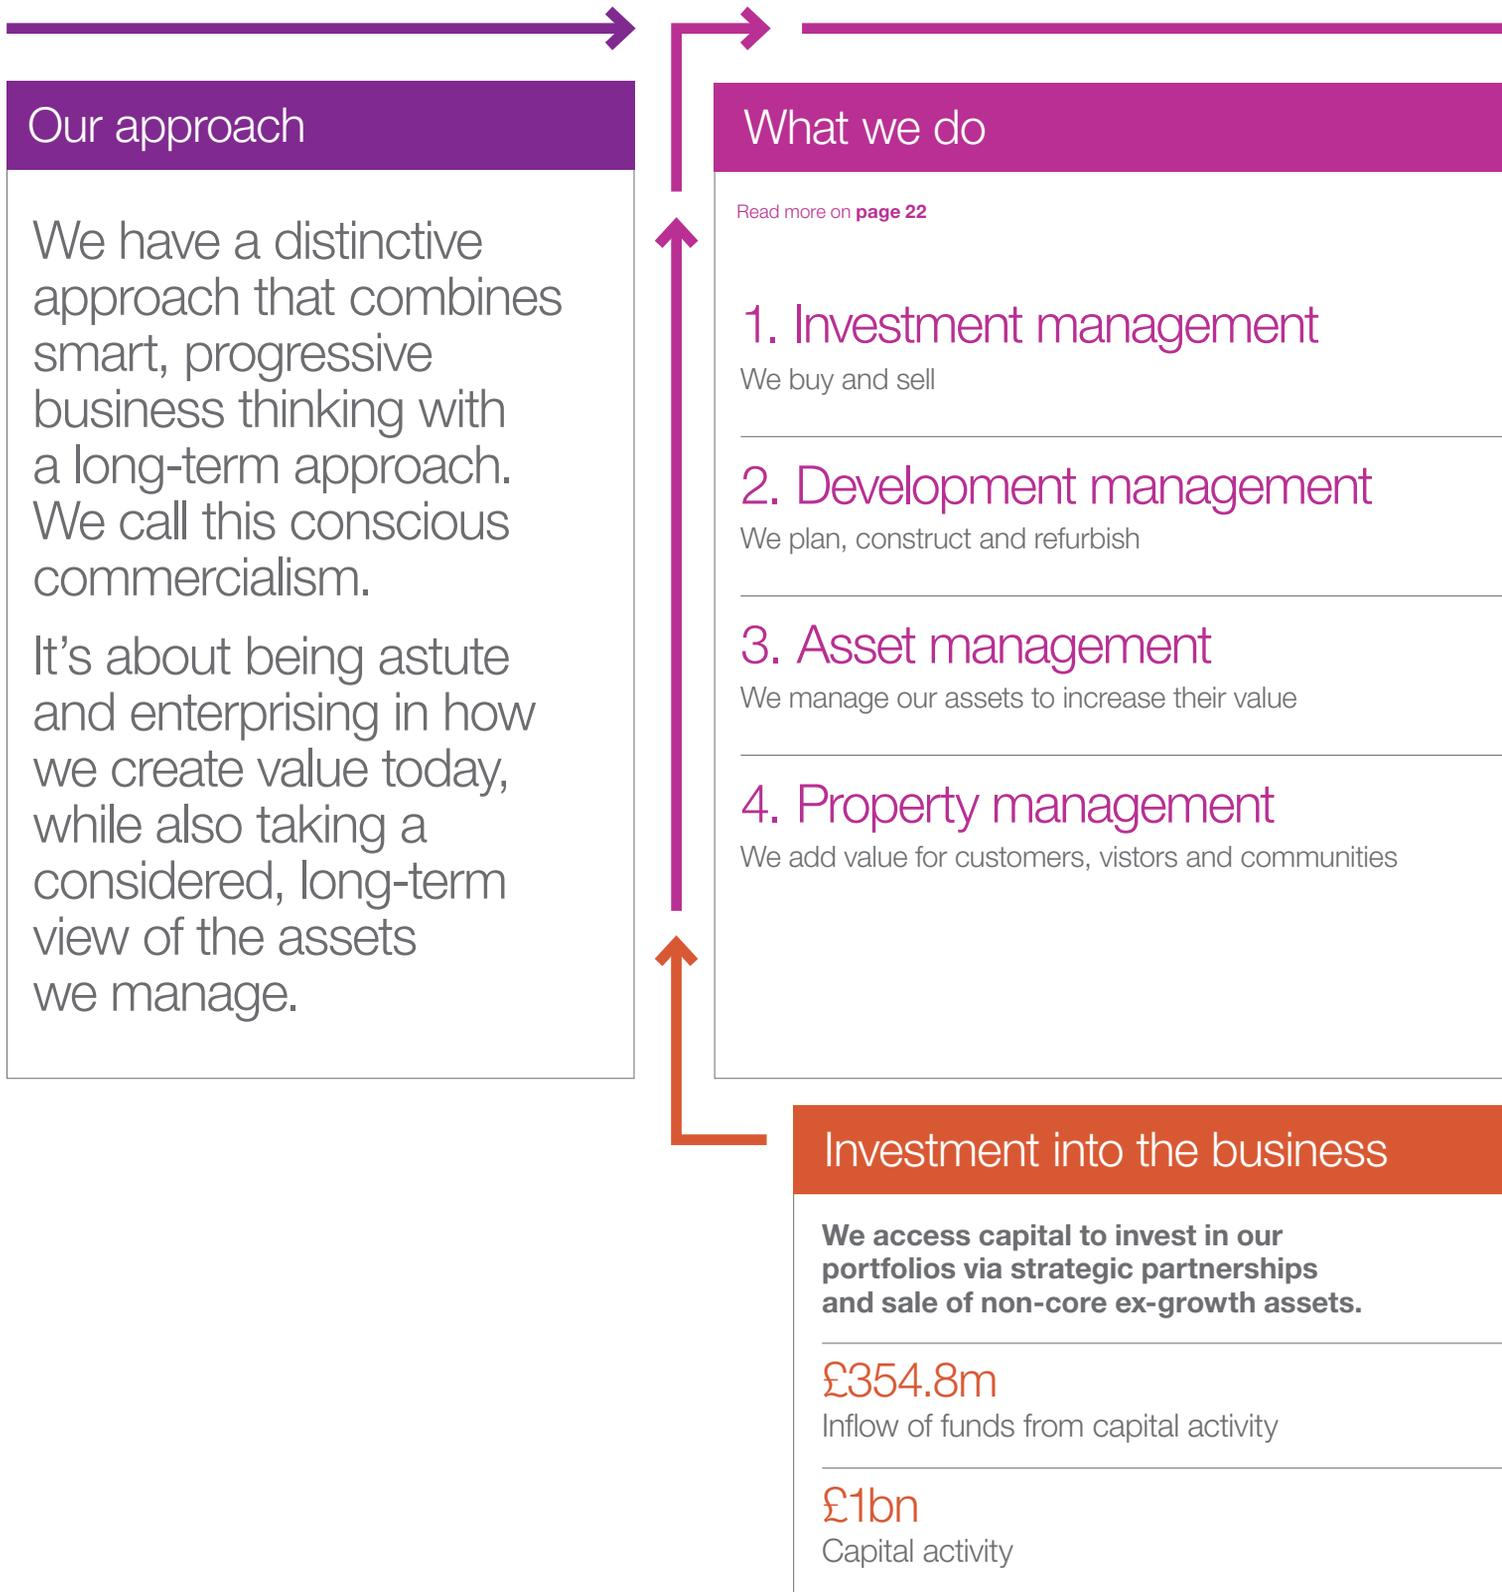 Our approach
We have a distinctive
approach that combines
smart, progressive
business thinking with
a long-term approach.
We call this conscious
commercialism.
It’s about being astute
and enterprising in how
we create value today,
while also taking a
considered, long-term
view of the assets
we manage.
What we do
Read more on page 22
1. Investment management
We buy and sell
2. Development management
We plan, construct and refurbish
3. Asset management
We manage our assets to increase their value
4. Property management
We add value for customers, vistors and communities
Investment into the business
We access capital to invest in our
portfolios via strategic partnerships
and sale of non-core ex-growth assets.
£354.8m
Inflow of funds from capital activity
£1bn
Capital activity